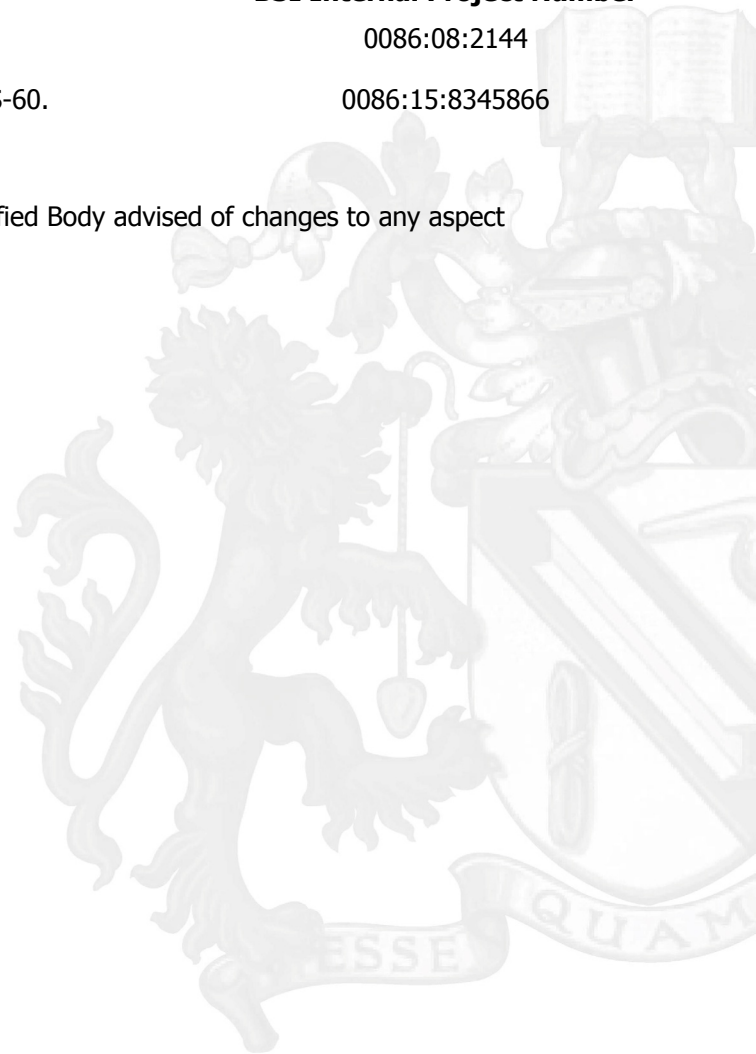 0086:08:2144
S-60. 0086:15:8345866
fied Body advised of changes to any aspect
ESSE
QUAM